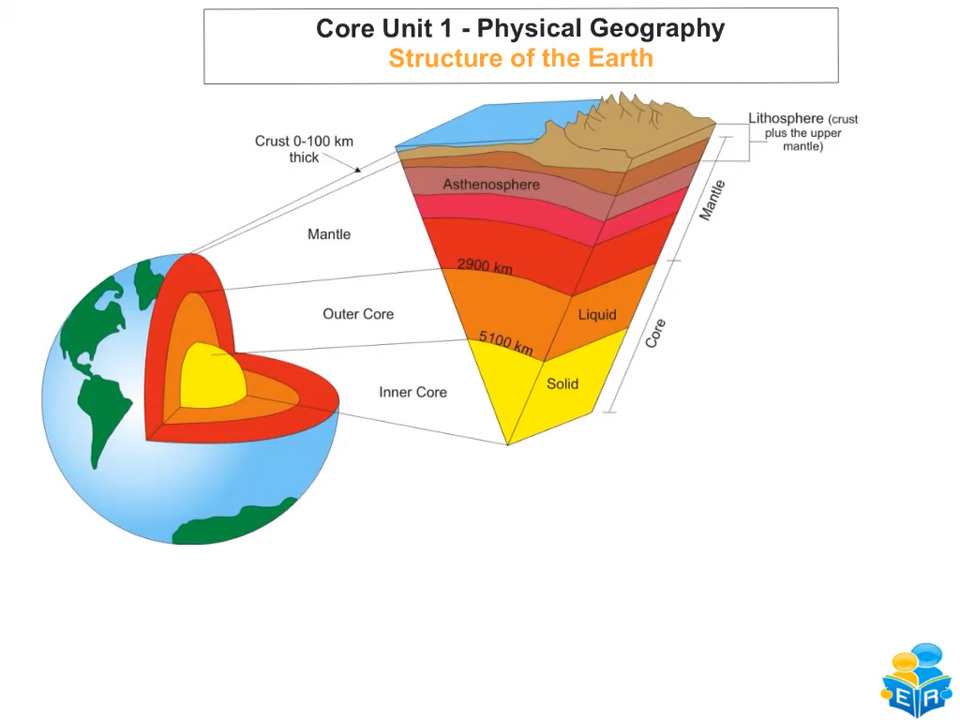 Core Unit 1 - Physical Geography
Structure of the Earth
Crust 0-100 km
thick
Lithosphere (crust
plus the upper
mantle)
Asthenosphere
Mantle
Mantle
2900 km
Outer Core
Liquid
Core
5100 km
Inner Core
Solid
E R